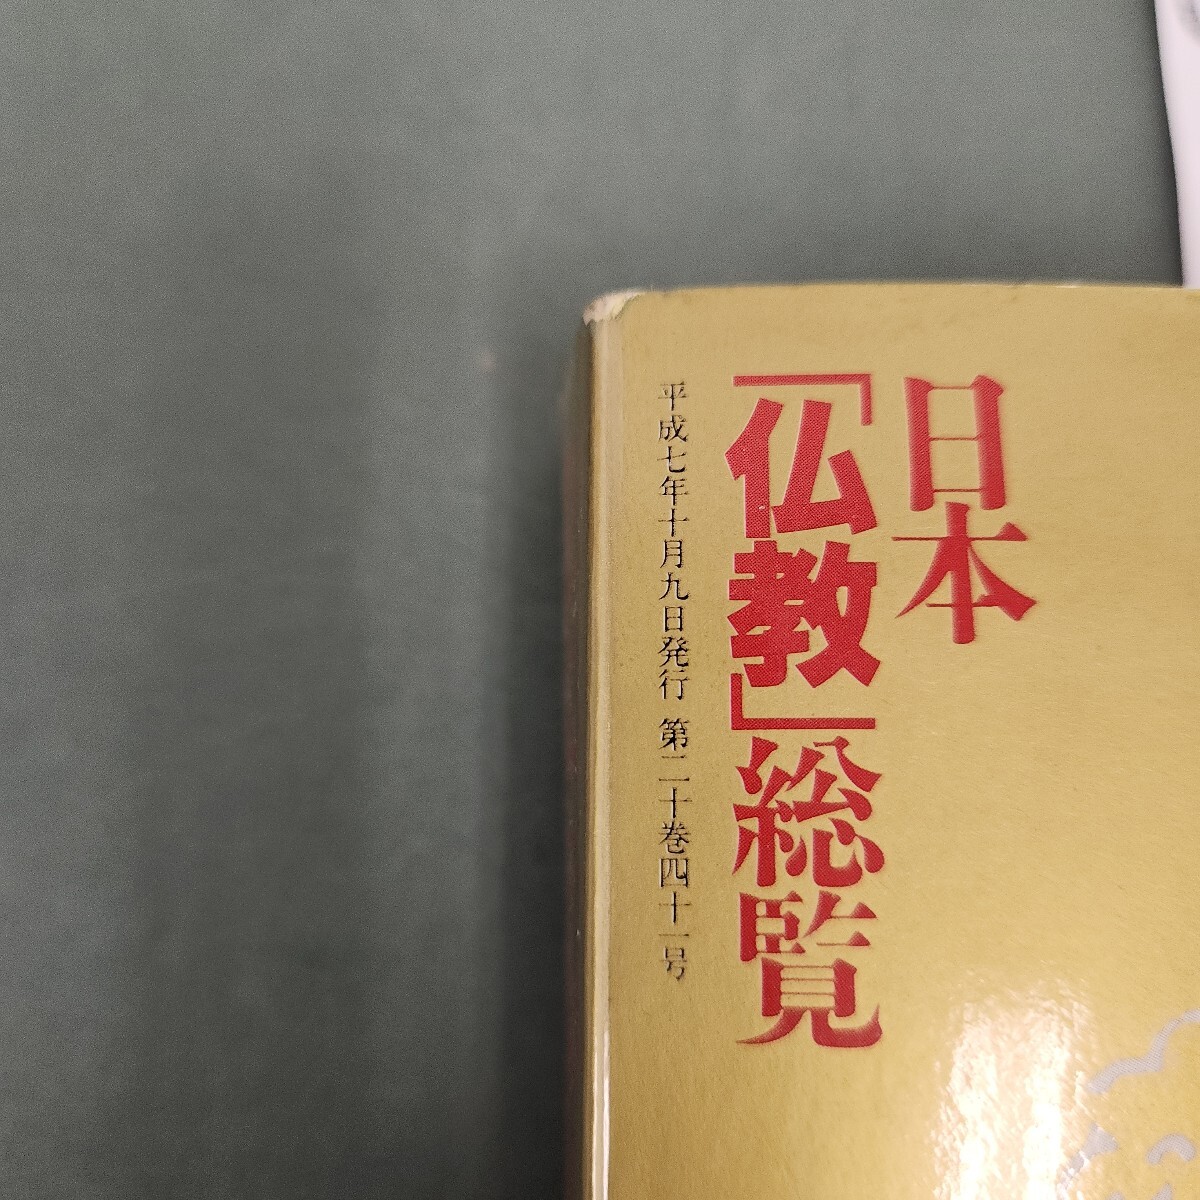 日本
「仏教」総覧
平成七年十月九日発行 第二十巻四十一号